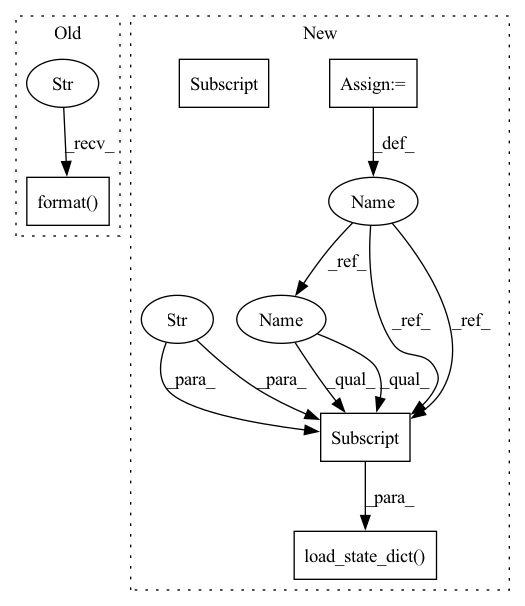 Old
New
Str
Subscript
Assign:=
_recv_
_def_
format()
Name
_ref_
Str
Name
_ref_
_ref_
_para_
_para_
_qual_
_qual_
Subscript
_para_
load_state_dict()